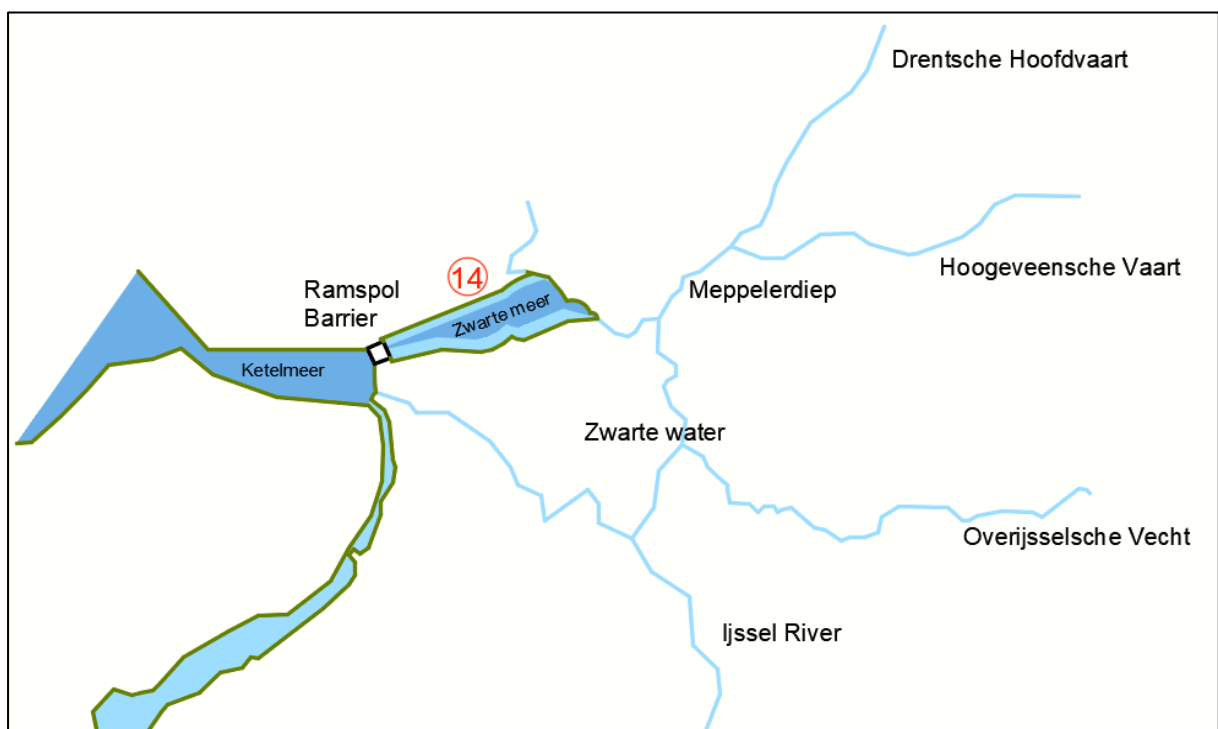 Drentsche Hoofdvaart
Hoogeveensche Vaart
14
Ramspol
Barrier
Meppelerdiep
Zwarte meer
Ketelmeer
Zwarte water
Overijsselsche Vecht
Ijssel River